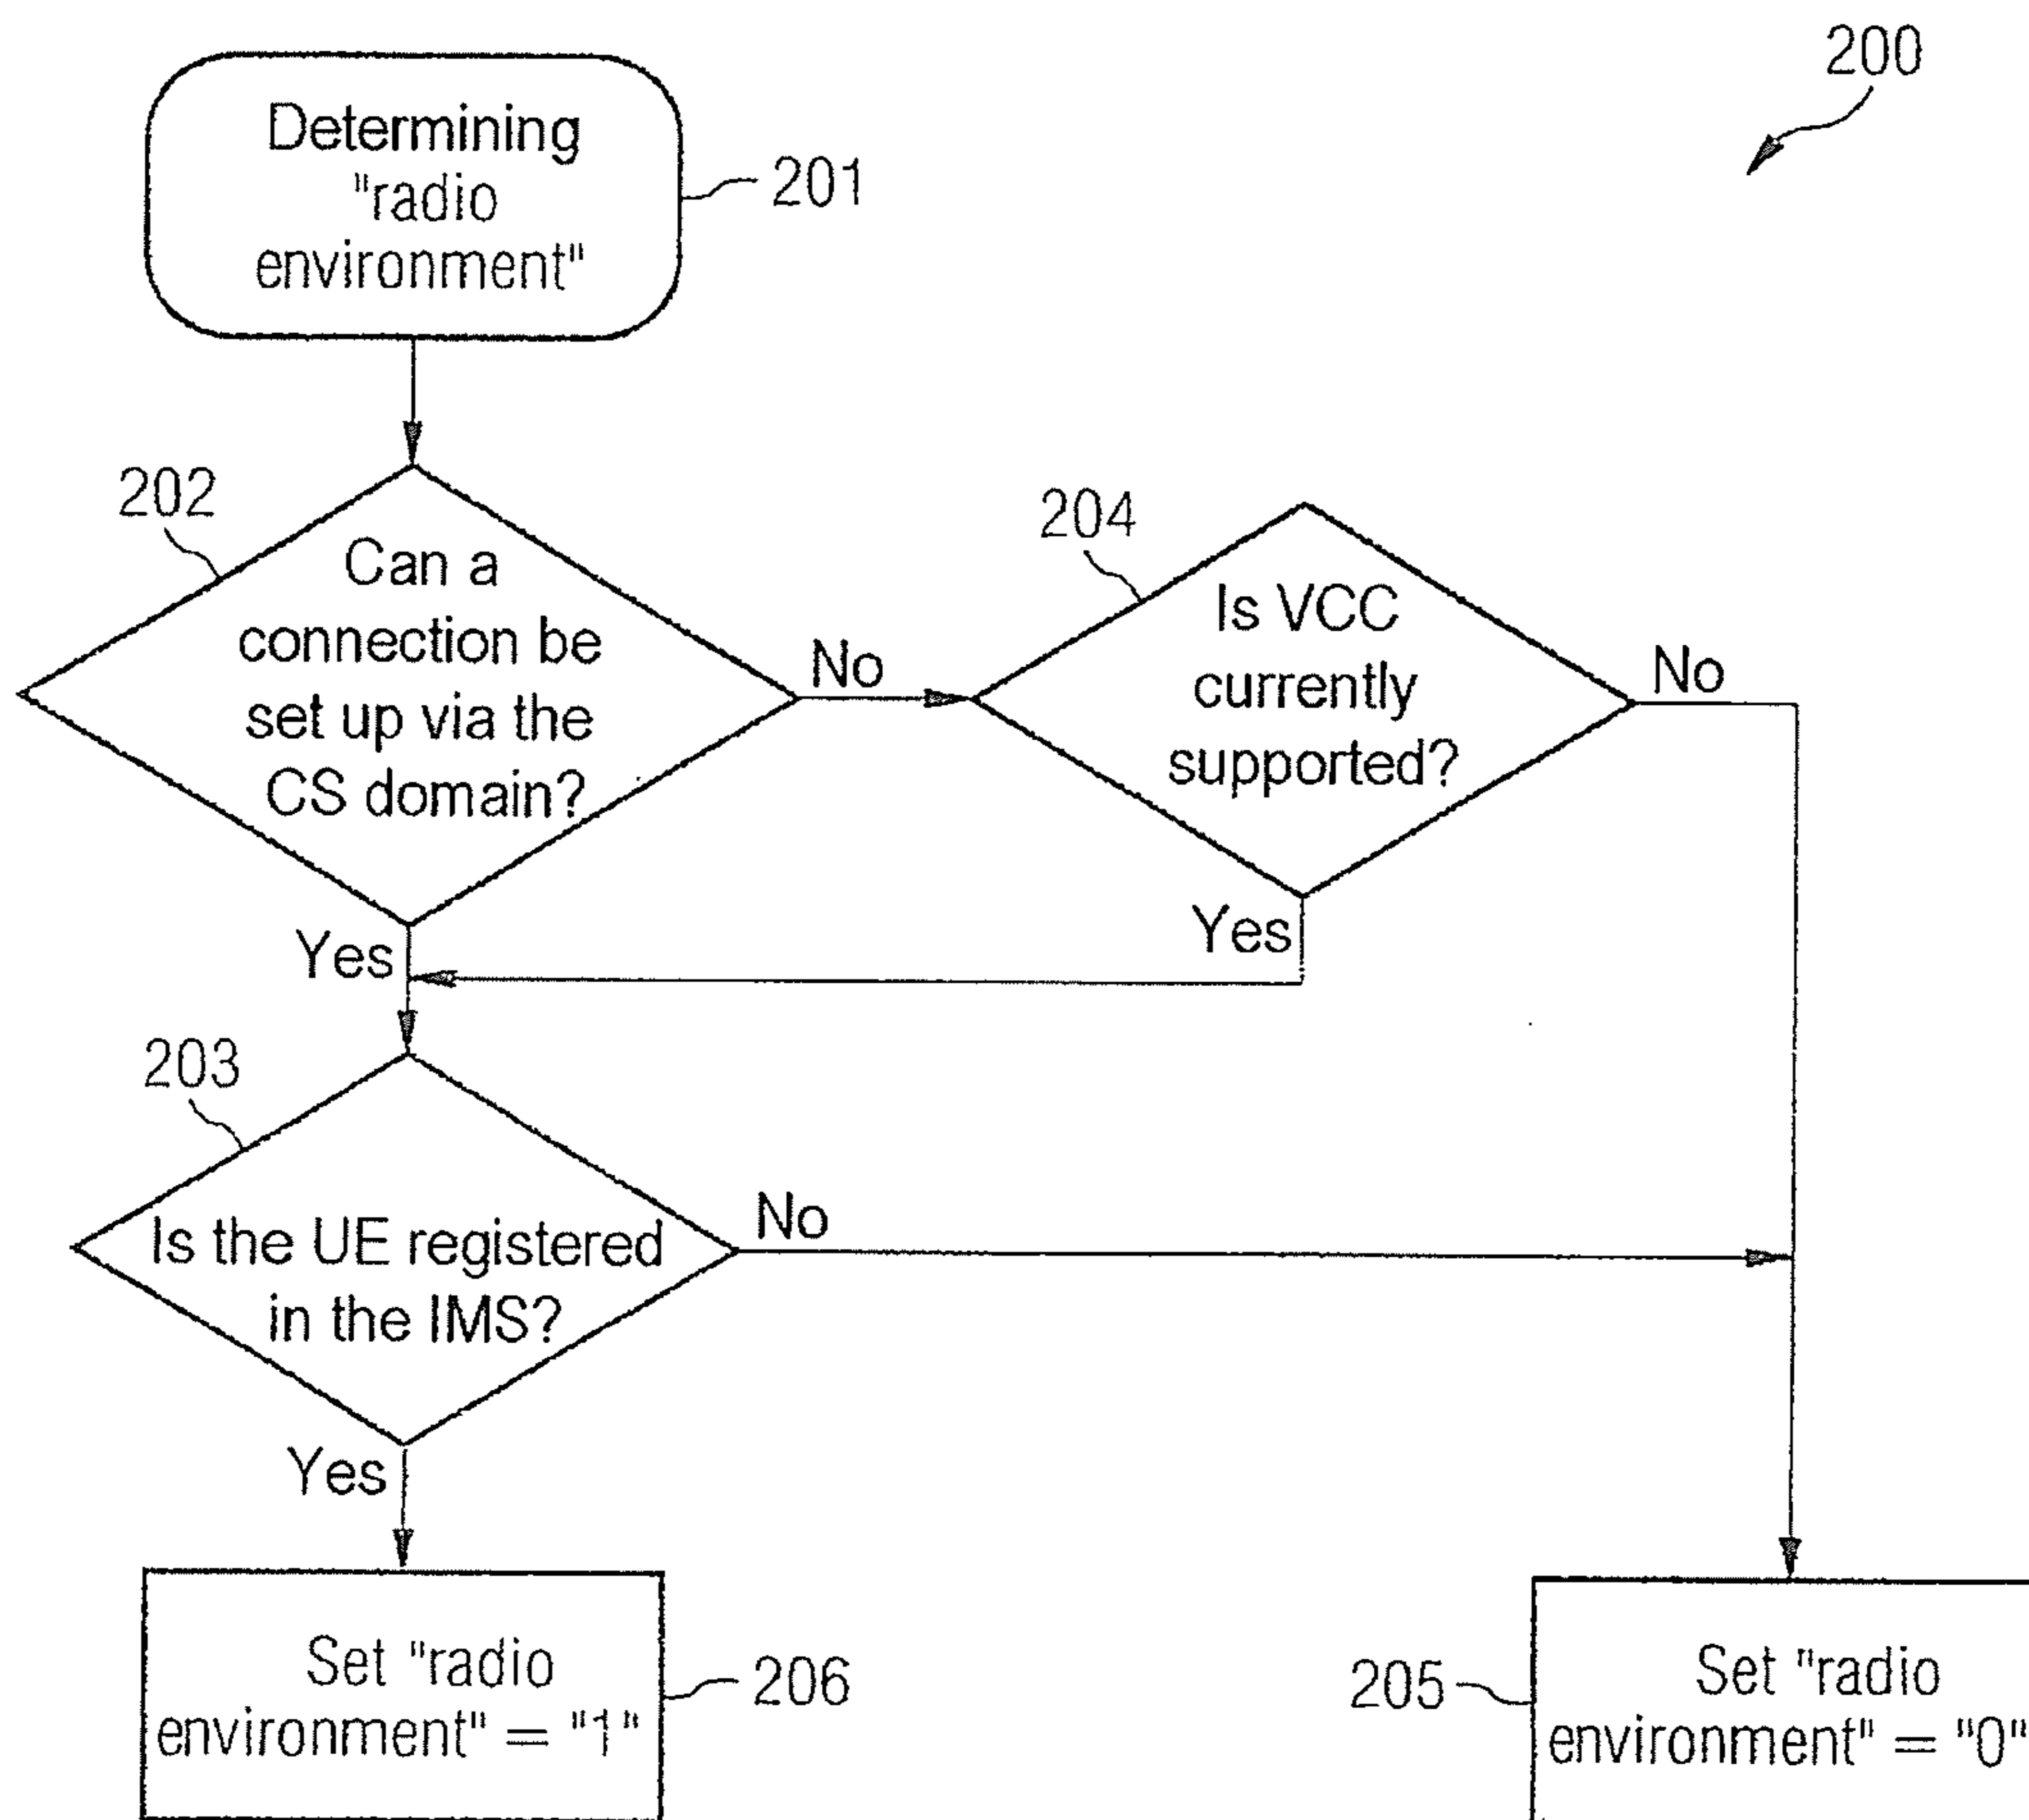 200
Determining
"radio
environment"
201
202
Can a
connection be
set up via the
CS domain?
No
204
Is VCC
currently
supported?
No
Yes
Yes
203
Is the UE registered
in the IMS?
No
Yes
Set "radio
environment" = "1"
206
205
Set "radio
environment" = "0"